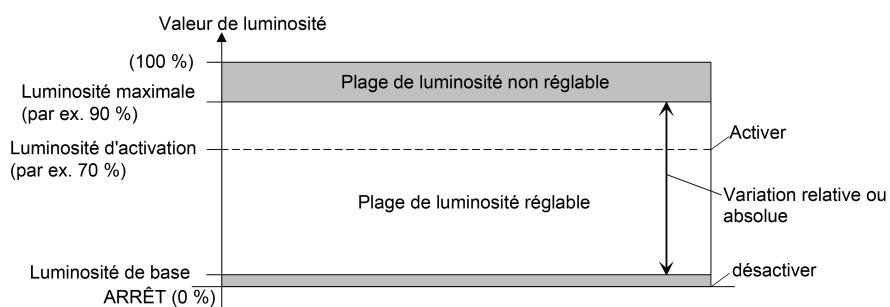 Valeur de luminosité
(100 %)
Plage de luminosité non réglable
Luminosité maximale
(par ex. 90 %)
Activer
Luminosité d'activation
(par ex. 70 %)
Variation relative ou
absolue
Plage de luminosité réglable
Luminosité de base
désactiver
ARRÊT (0 %)